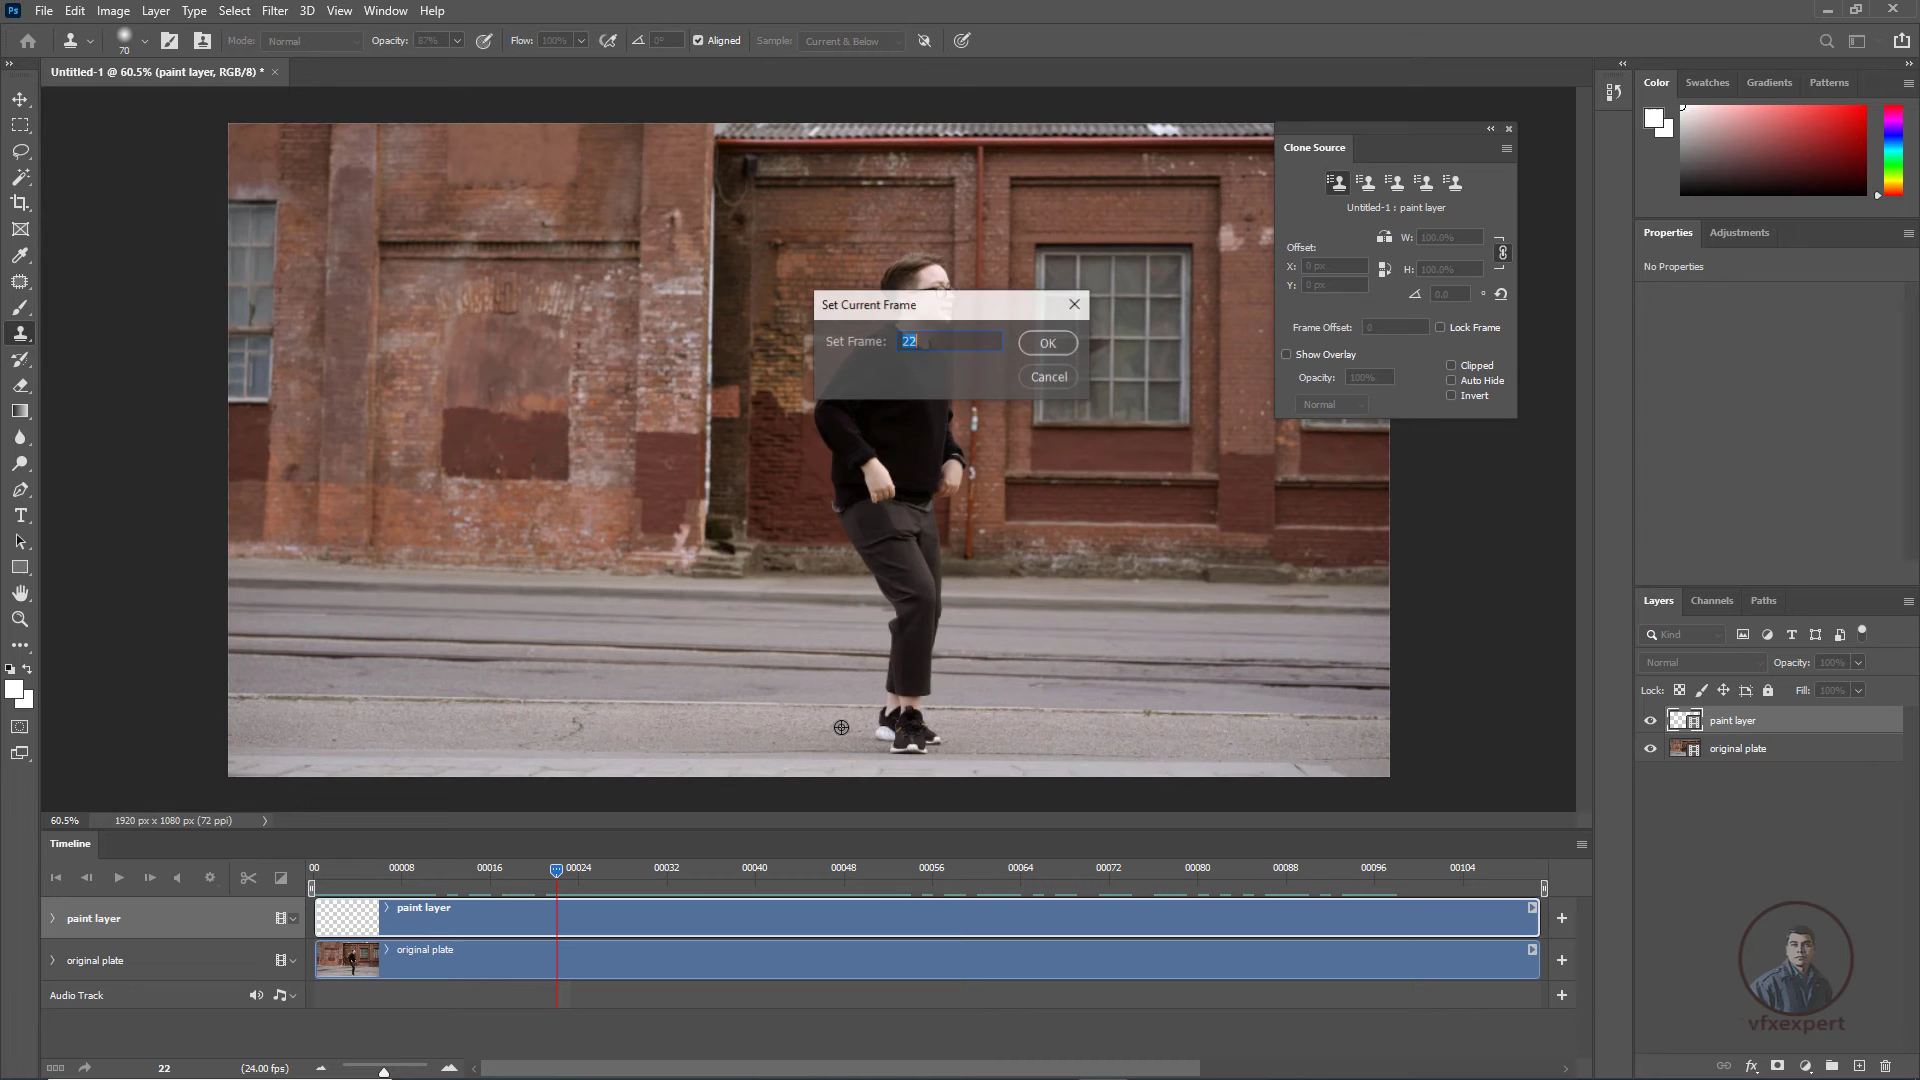 Ps File Edit Image Layer Type Select Filter 3D View Window Help
70 Mode: Normal Opacity: 87% Flow: 100% 0° Aligned Sample: Current & Below
Untitled-1 @ 60.5% (paint layer, RGB/8) * ×
Color Swatches Gradients Patterns
Clone Source
Untitled-1 : paint layer
Offset: W: 100.0%
X: 0 px H: 100.0%
Y: 0 px 0.0 °
Frame Offset: 0 Lock Frame
Show Overlay Clipped
Opacity: 100% Auto Hide
Normal Invert
Properties Adjustments
No Properties
Set Current Frame
Set Frame: 22 OK
Cancel
Layers Channels Paths
Kind
Normal Opacity: 100%
Lock: Fill: 100%
paint layer
original plate
60.5% 1920 px x 1080 px (72 ppi)
Timeline
00 00008 00016 00024 00032 00040 00048 00056 00064 00072 00080 00088 00096 00104
paint layer paint layer
original plate original plate
Audio Track
22 (24.00 fps)
vfxexpert